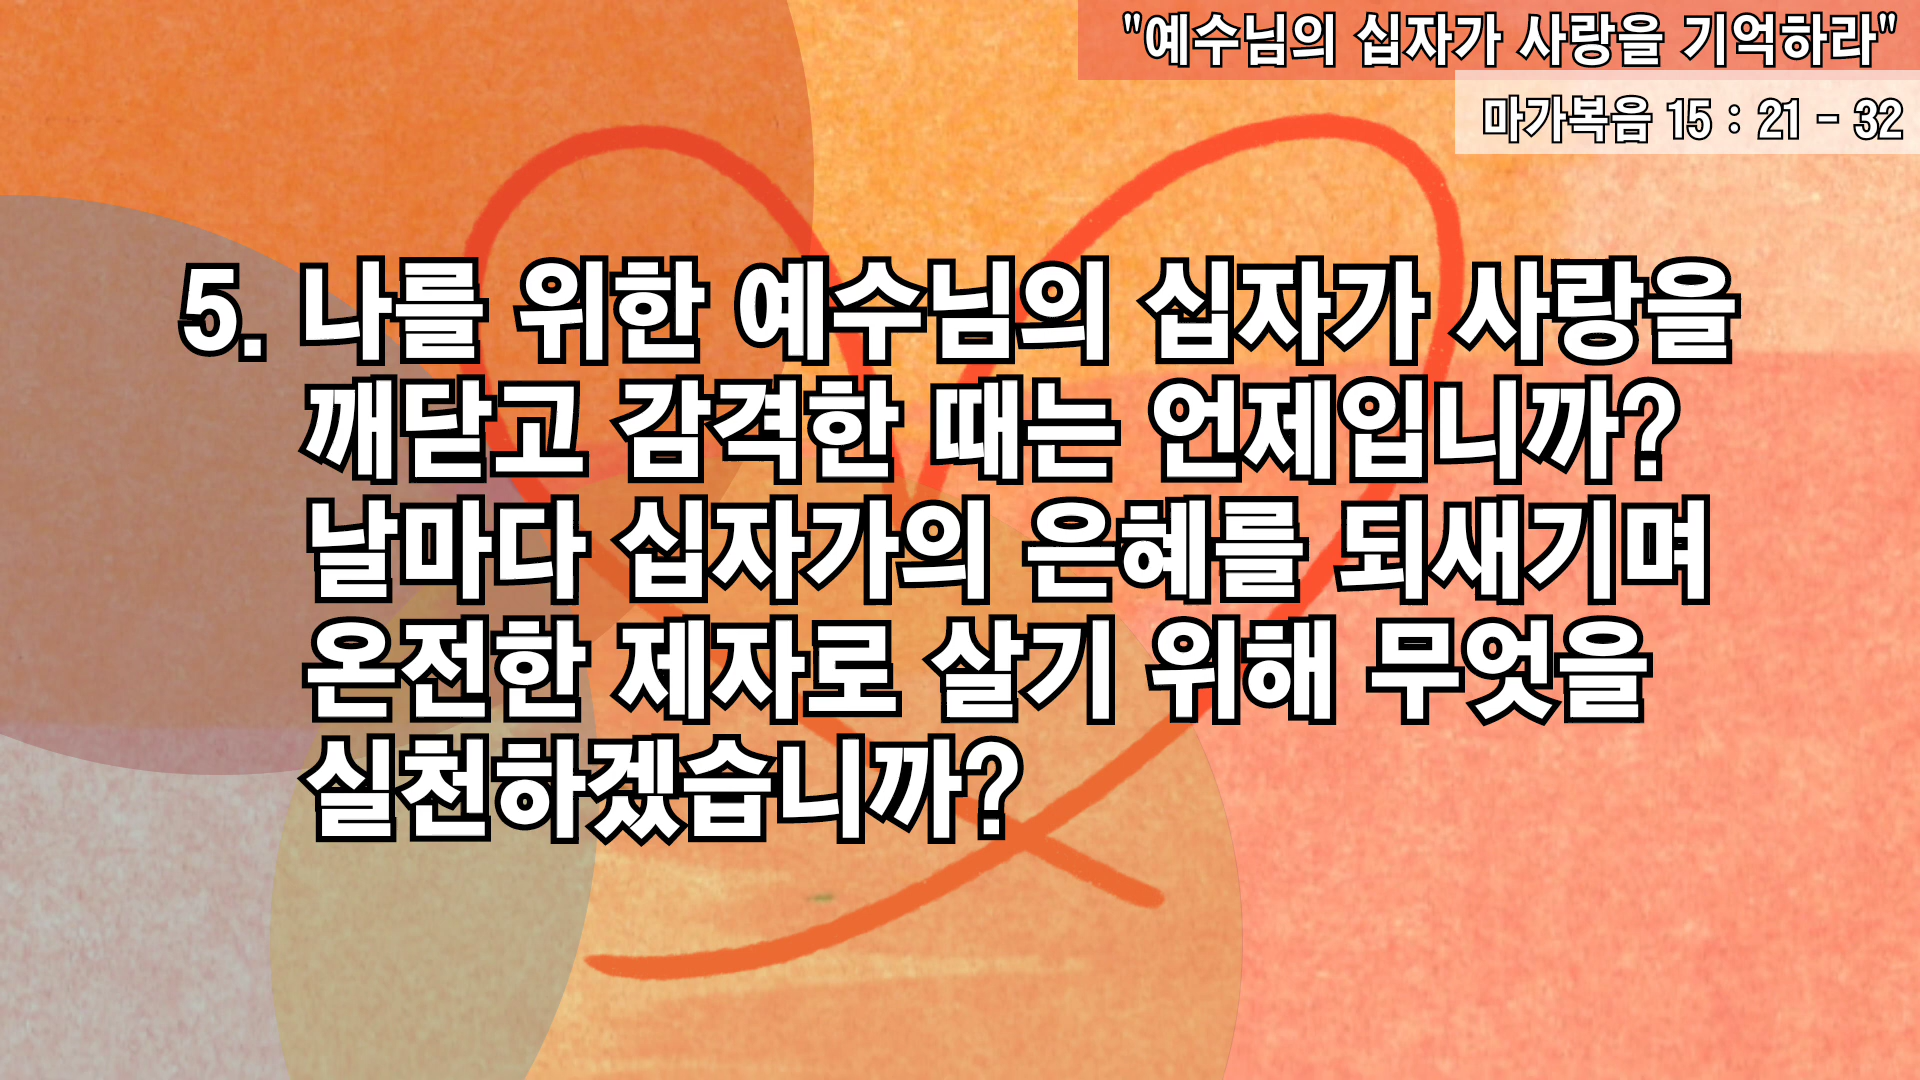 "예수님의 십자가 사랑을 기억하라"
마가복음 15 : 21 - 32
5. 나를 위한 예수님의 십자가 사랑을
깨닫고 감격한 때는 언제입니까?
날마다 십자가의 은혜를 되새기며
온전한 제자로 살기 위해 무엇을
실천하겠습니까?